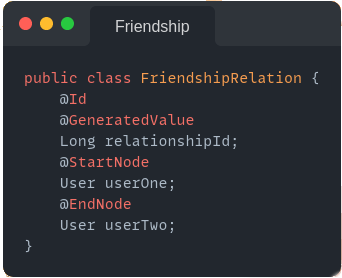 Friendship
public class FriendshipRelation {
    @Id
    @GeneratedValue
    Long relationshipId;
    @StartNode
    User userOne;
    @EndNode
    User userTwo;
}